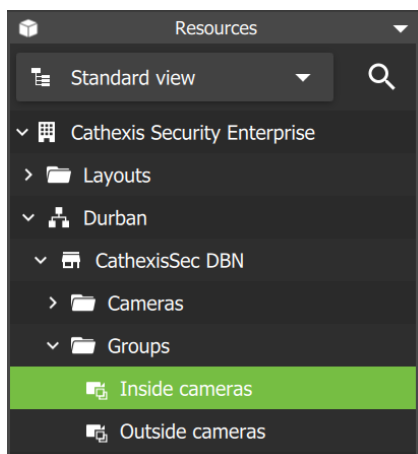 Resources
Standard view
Cathexis Security Enterprise
Layouts
Durban
CathexisSec DBN
Cameras
Groups
Inside cameras
Outside cameras